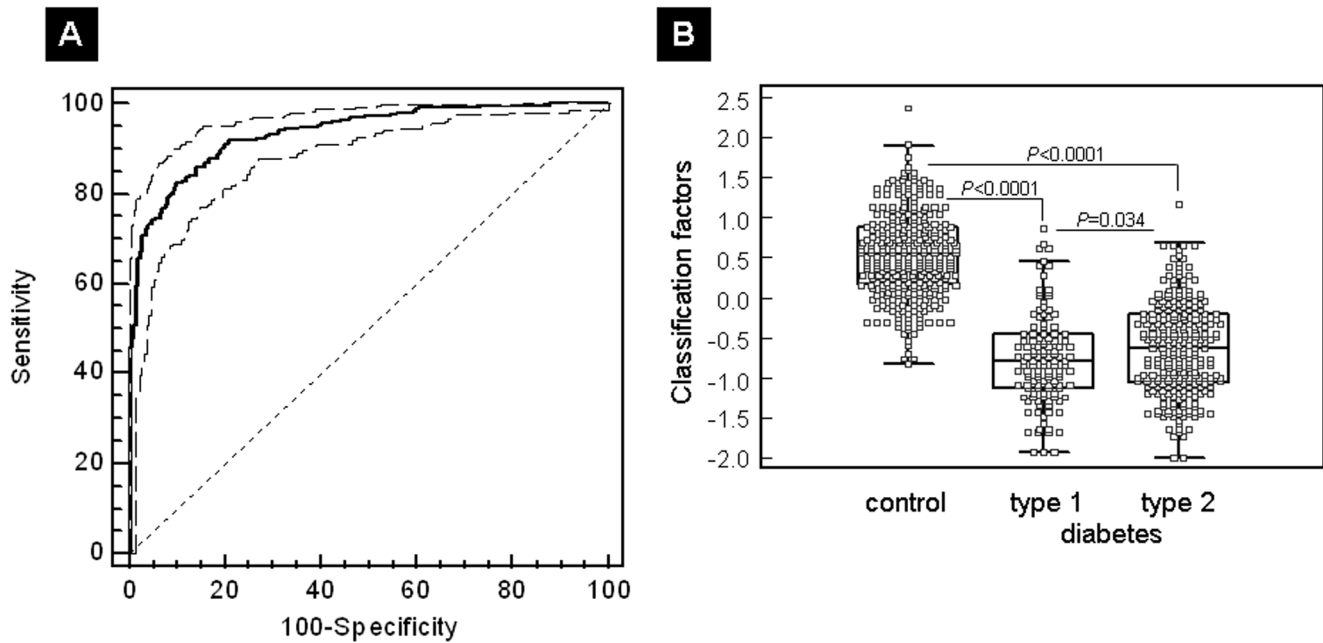 A
100
80
60
40
20
0
Sensitivity
0 20 40 60 80 100
100-Specificity
B
2.5
2.0
1.5
1.0
0.5
0.0
-0.5
-1.0
-1.5
-2.0
Classification factors
P<0.0001
P<0.0001
P=0.034
control type 1 type 2
diabetes